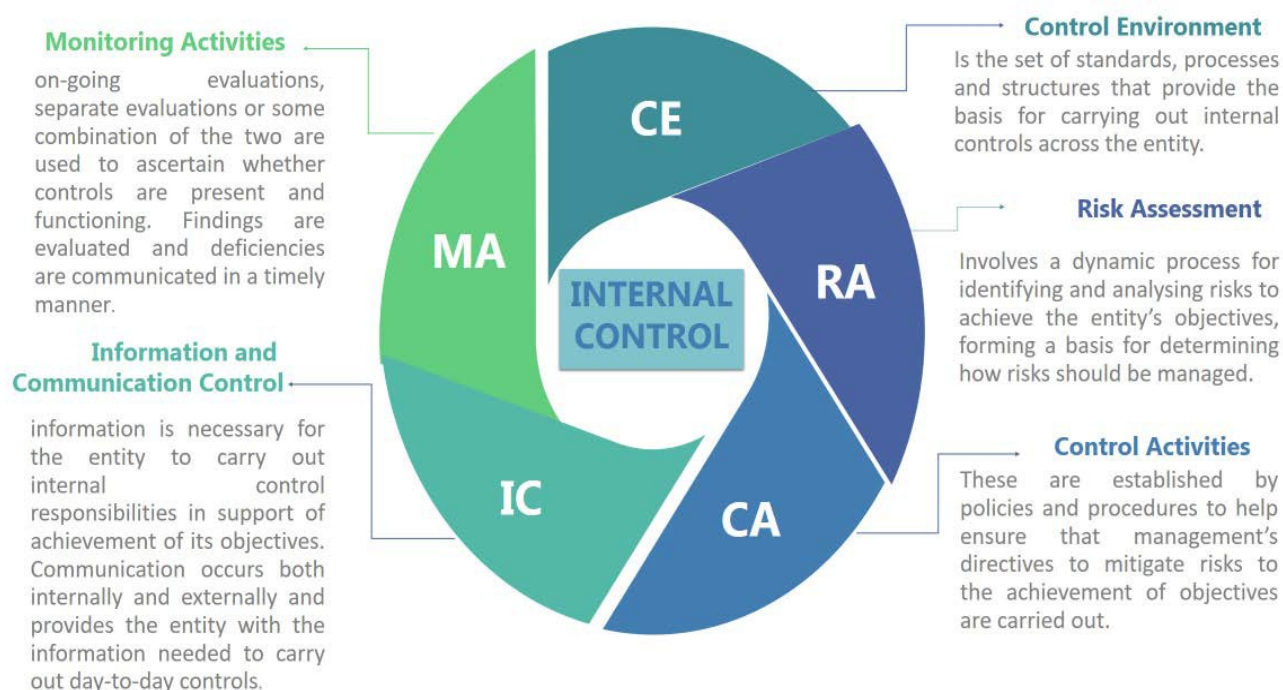 Monitoring Activities
on-going evaluations,
separate evaluations or some
combination of the two are
used to ascertain whether
controls are present and
functioning. Findings are
evaluated and deficiencies
are communicated in a timely
manner.
Information and
Communication Control
information is necessary for
the entity to carry out
internal control
responsibilities in support of
achievement of its objectives.
Communication occurs both
internally and externally and
provides the entity with the
information needed to carry
out day-to-day controls.
CE
MA
RA
INTERNAL
CONTROL
IC
CA
Control Environment
Is the set of standards, processes
and structures that provide the
basis for carrying out internal
controls across the entity.
Risk Assessment
Involves a dynamic process for
identifying and analysing risks to
achieve the entity's objectives,
forming a basis for determining
how risks should be managed.
Control Activities
These are established by
policies and procedures to help
ensure that management's
directives to mitigate risks to
the achievement of objectives
are carried out.